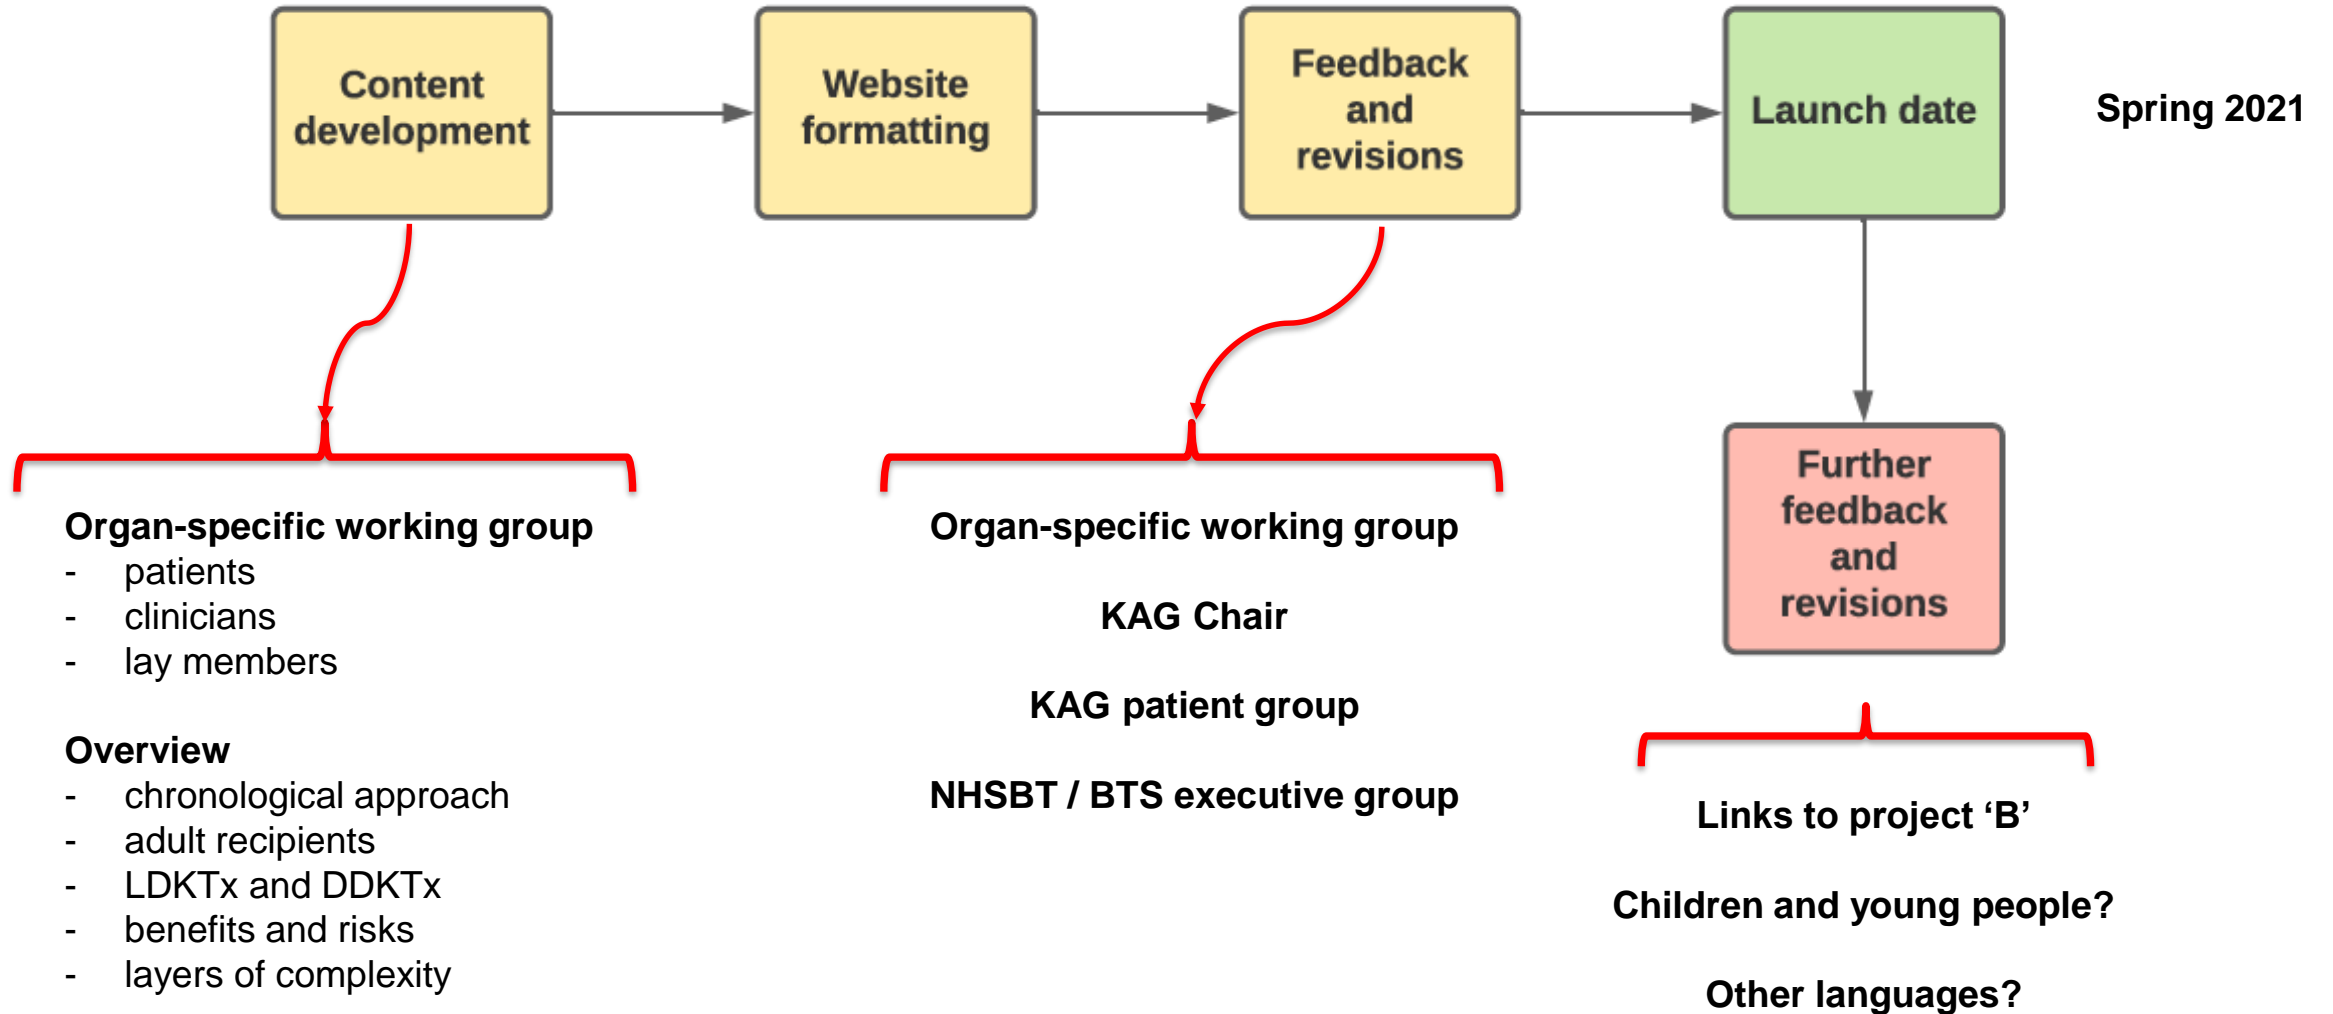 Content
development
Website
formatting
Feedback
and
revisions
Launch date
Spring 2021
Further
feedback
and
revisions
Organ-specific working group
- patients
- clinicians
- lay members
Overview
- chronological approach
- adult recipients
- LDKTx and DDKTx
- benefits and risks
- layers of complexity
Organ-specific working group
KAG Chair
KAG patient group
NHSBT / BTS executive group
Links to project ‘B’
Children and young people?
Other languages?